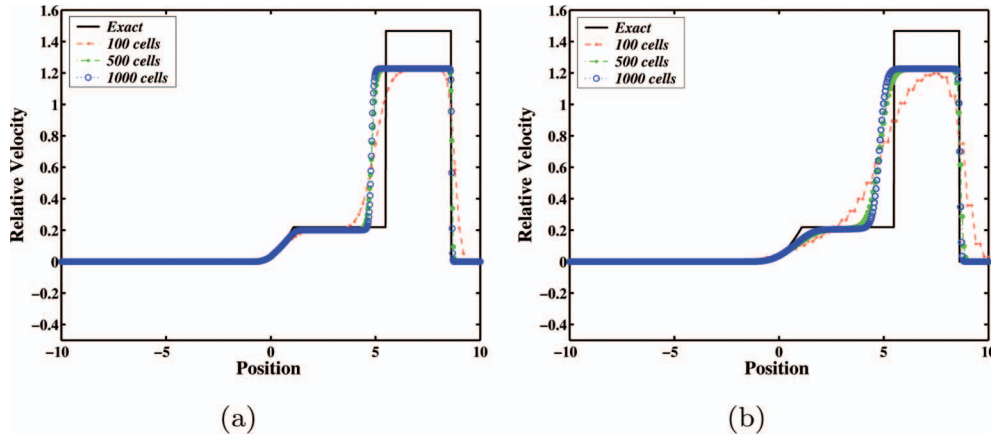 1.6
1.4
1.2
1
0.8
0.6
0.4
0.2
0
−0.2
−0.4
Relative Velocity
Exact
100 cells
500 cells
1000 cells
−10
−5
0
5
10
Position
(a)
1.6
1.4
1.2
1
0.8
0.6
0.4
0.2
0
−0.2
−0.4
Relative Velocity
Exact
100 cells
500 cells
1000 cells
−10
−5
0
5
10
Position
(b)